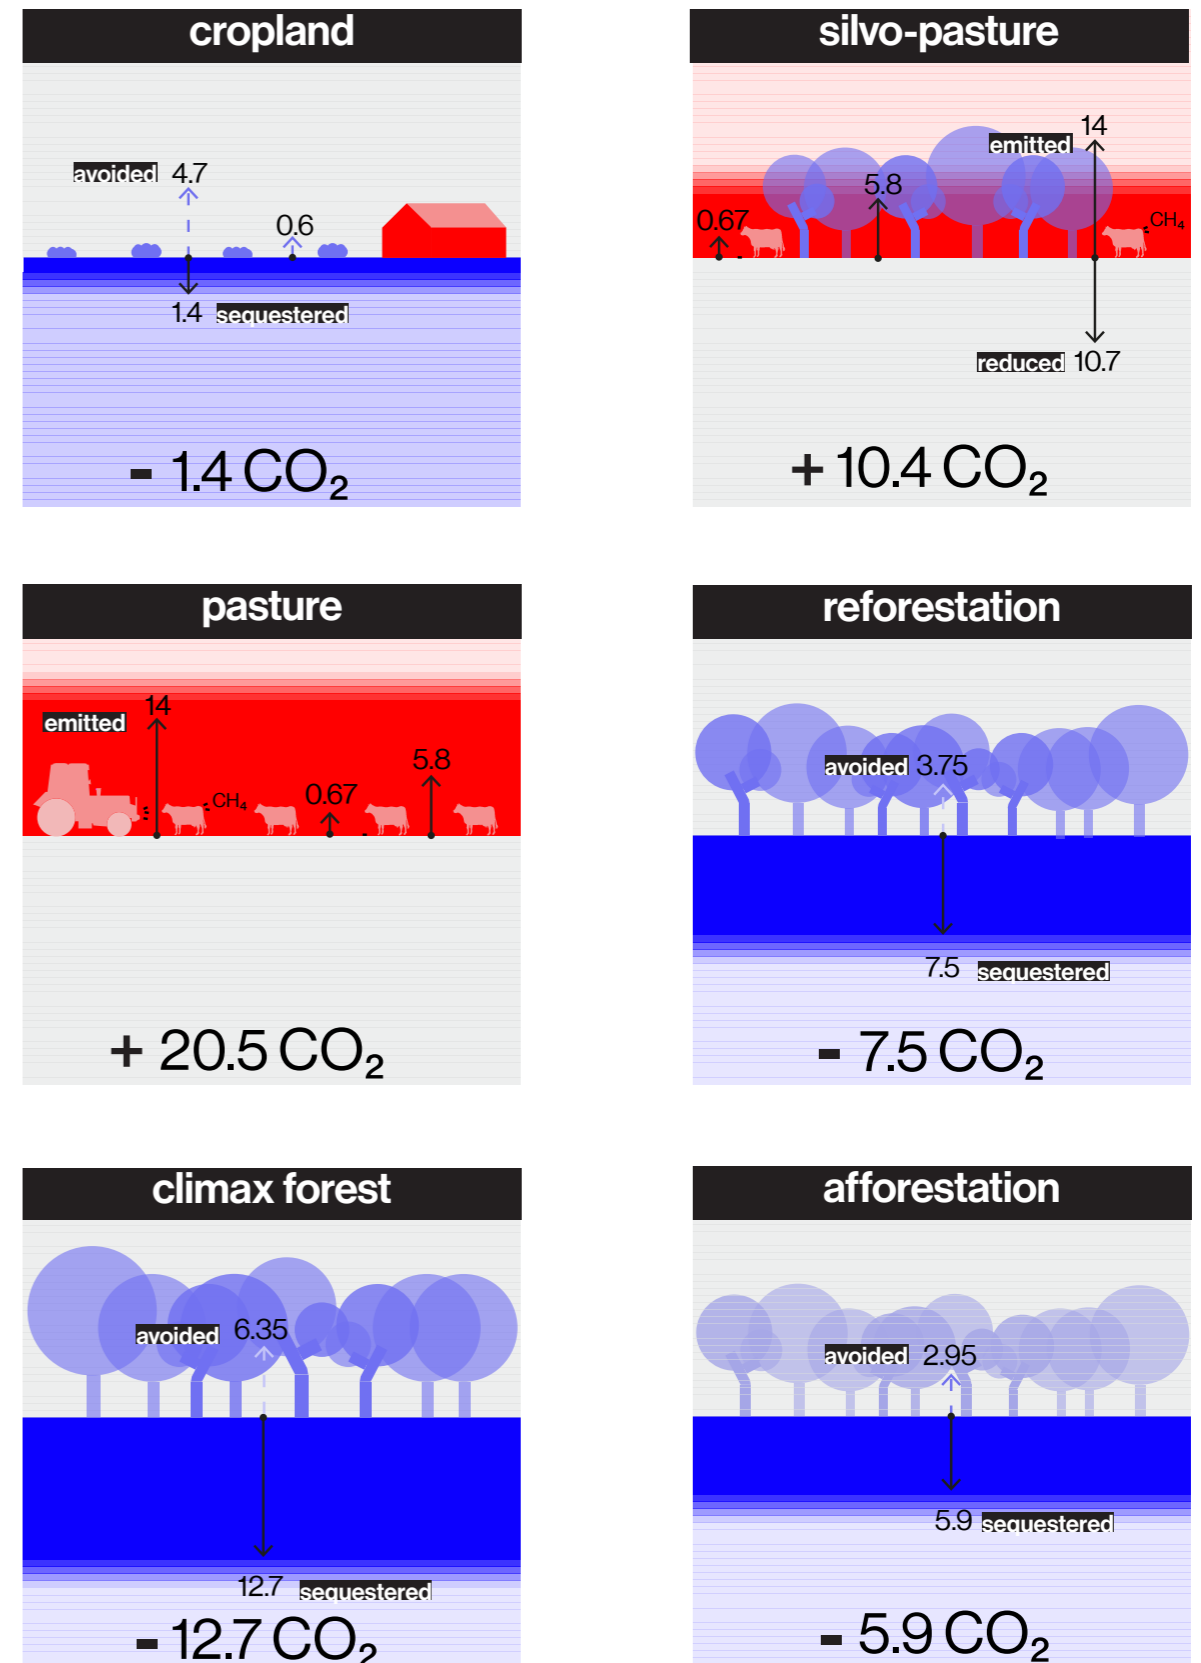 cropland
avoided 4.7
0.6
1.4 sequestered
- 1.4 CO₂
silvo-pasture
emitted 14
5.8
0.67
CH₄
reduced 10.7
+ 10.4 CO₂
pasture
14
emitted
5.8
0.67
CH₄
+ 20.5 CO₂
reforestation
avoided 3.75
7.5 sequestered
- 7.5 CO₂
climax forest
avoided 6.35
12.7 sequestered
- 12.7 CO₂
afforestation
avoided 2.95
5.9 sequestered
- 5.9 CO₂